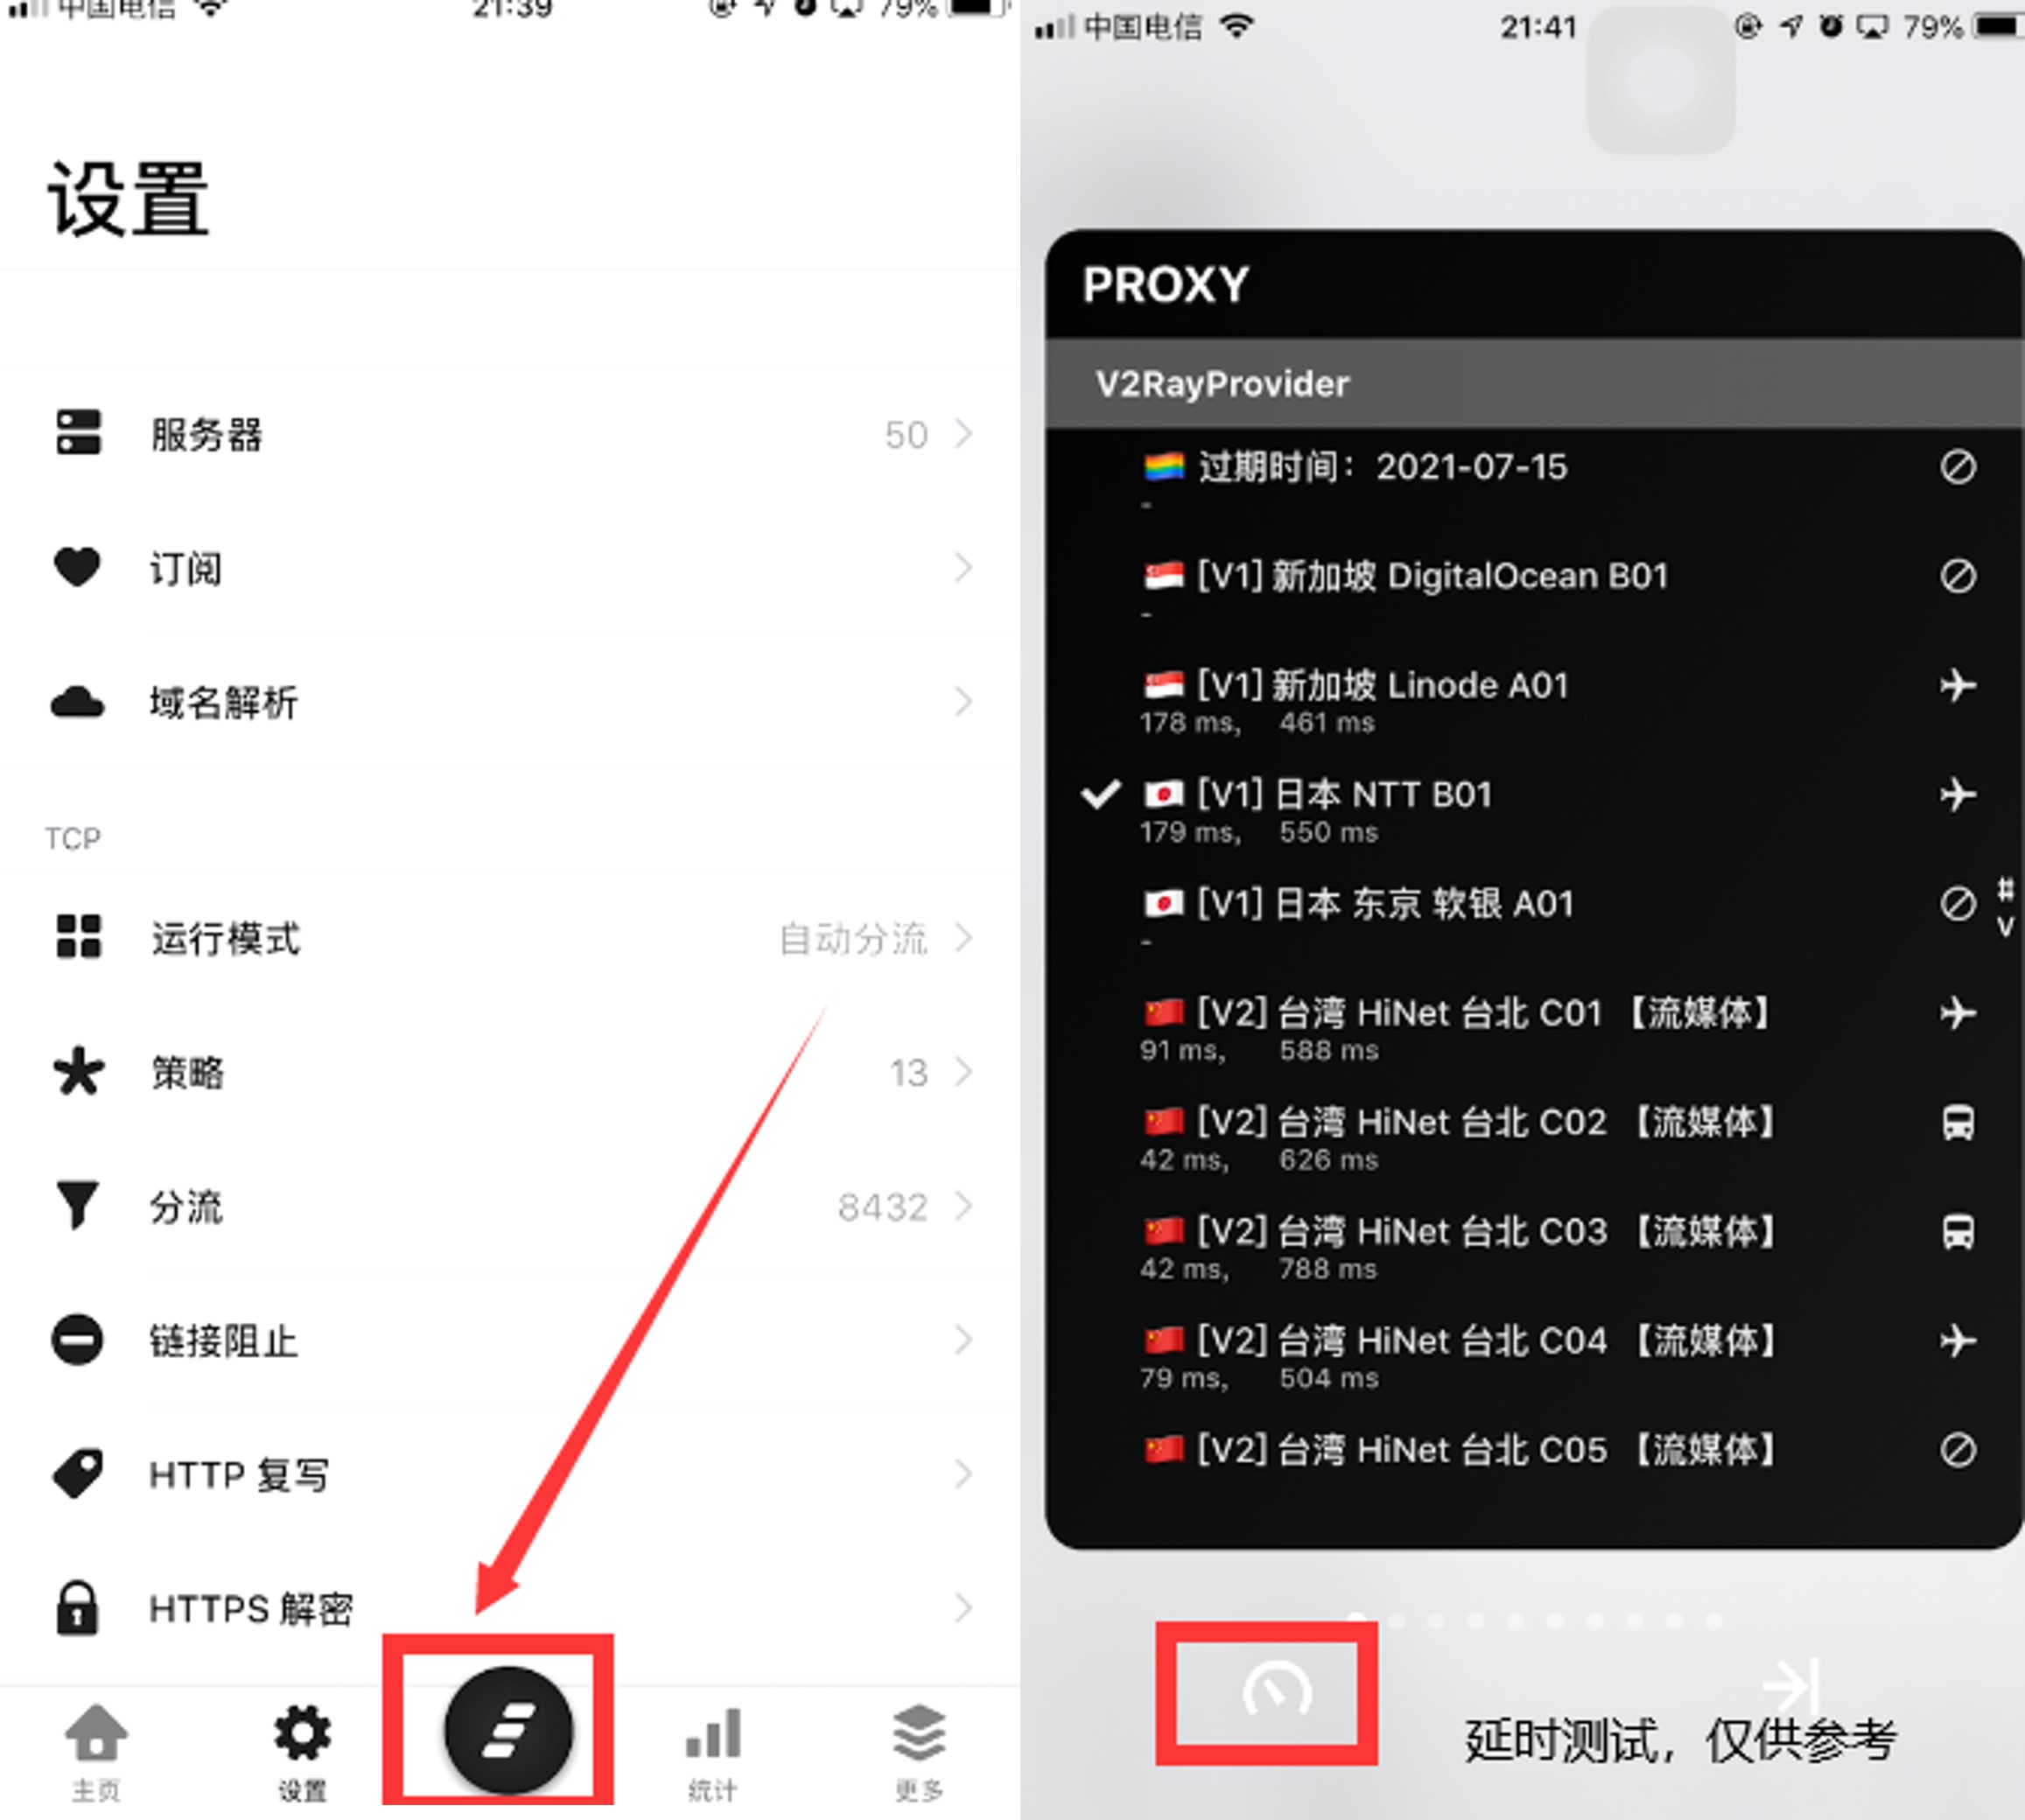 中国电信 21:39 79%
设置
服务器 50
订阅
域名解析
TCP
运行模式 自动分流
策略 13
分流 8432
链接阻止
HTTP 复写
HTTPS 解密
主页 设置 统计 更多
中国电信 21:41 79%
PROXY
V2RayProvider
过期时间：2021-07-15
-
[V1] 新加坡 DigitalOcean B01
-
[V1] 新加坡 Linode A01
178 ms, 461 ms
[V1] 日本 NTT B01
179 ms, 550 ms
[V1] 日本 东京 软银 A01
-
#
V
[V2] 台湾 HiNet 台北 C01 【流媒体】
91 ms, 588 ms
[V2] 台湾 HiNet 台北 C02 【流媒体】
42 ms, 626 ms
[V2] 台湾 HiNet 台北 C03 【流媒体】
42 ms, 788 ms
[V2] 台湾 HiNet 台北 C04 【流媒体】
79 ms, 504 ms
[V2] 台湾 HiNet 台北 C05 【流媒体】
延时测试，仅供参考